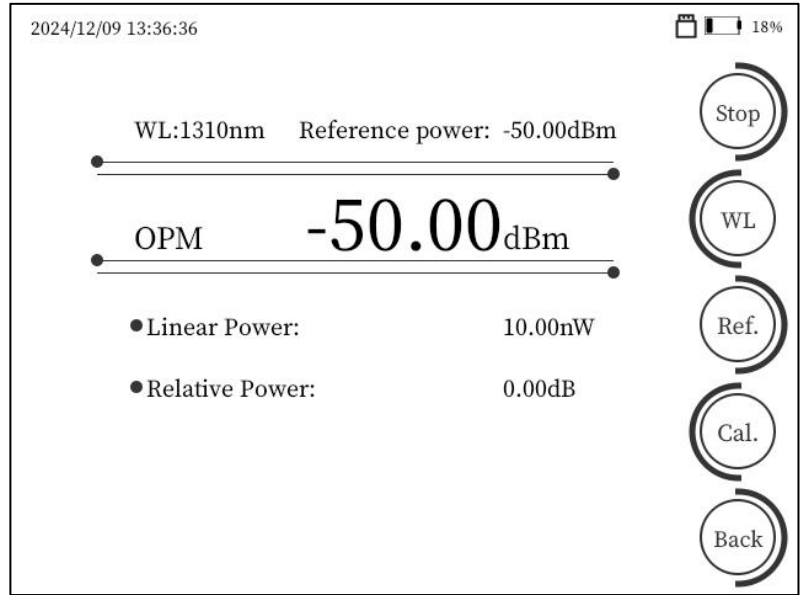 2024/12/09 13:36:36 18%
Stop
WL:1310nm Reference power: -50.00dBm
WL
OPM -50.00dBm
Linear Power: 10.00nW
Ref.
Relative Power: 0.00dB
Cal.
Back